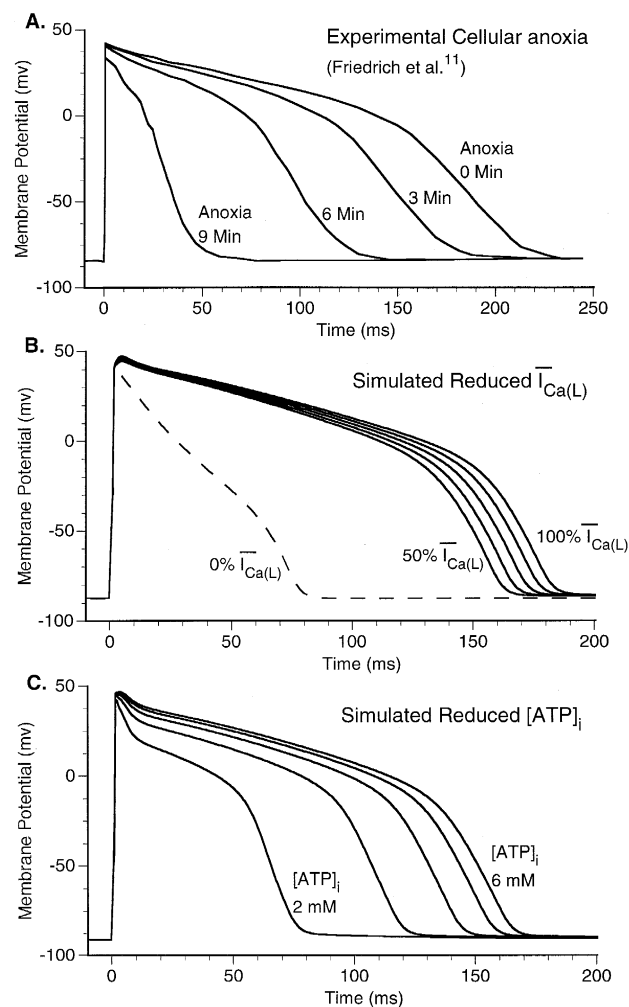 A.
Experimental Cellular anoxia
(Friedrich et al.11)
Membrane Potential (mv)
50
0
-50
-100
Anoxia
0 Min
3 Min
6 Min
Anoxia
9 Min
0 50 100 150 200 250
Time (ms)
B.
Simulated Reduced ICa(L)
Membrane Potential (mv)
50
0
-50
-100
0% ICa(L)
50% ICa(L)
100% ICa(L)
0 50 100 150 200
Time (ms)
C.
Simulated Reduced [ATP]i
Membrane Potential (mv)
50
0
-50
-100
[ATP]i
2 mM
[ATP]i
6 mM
0 50 100 150 200
Time (ms)